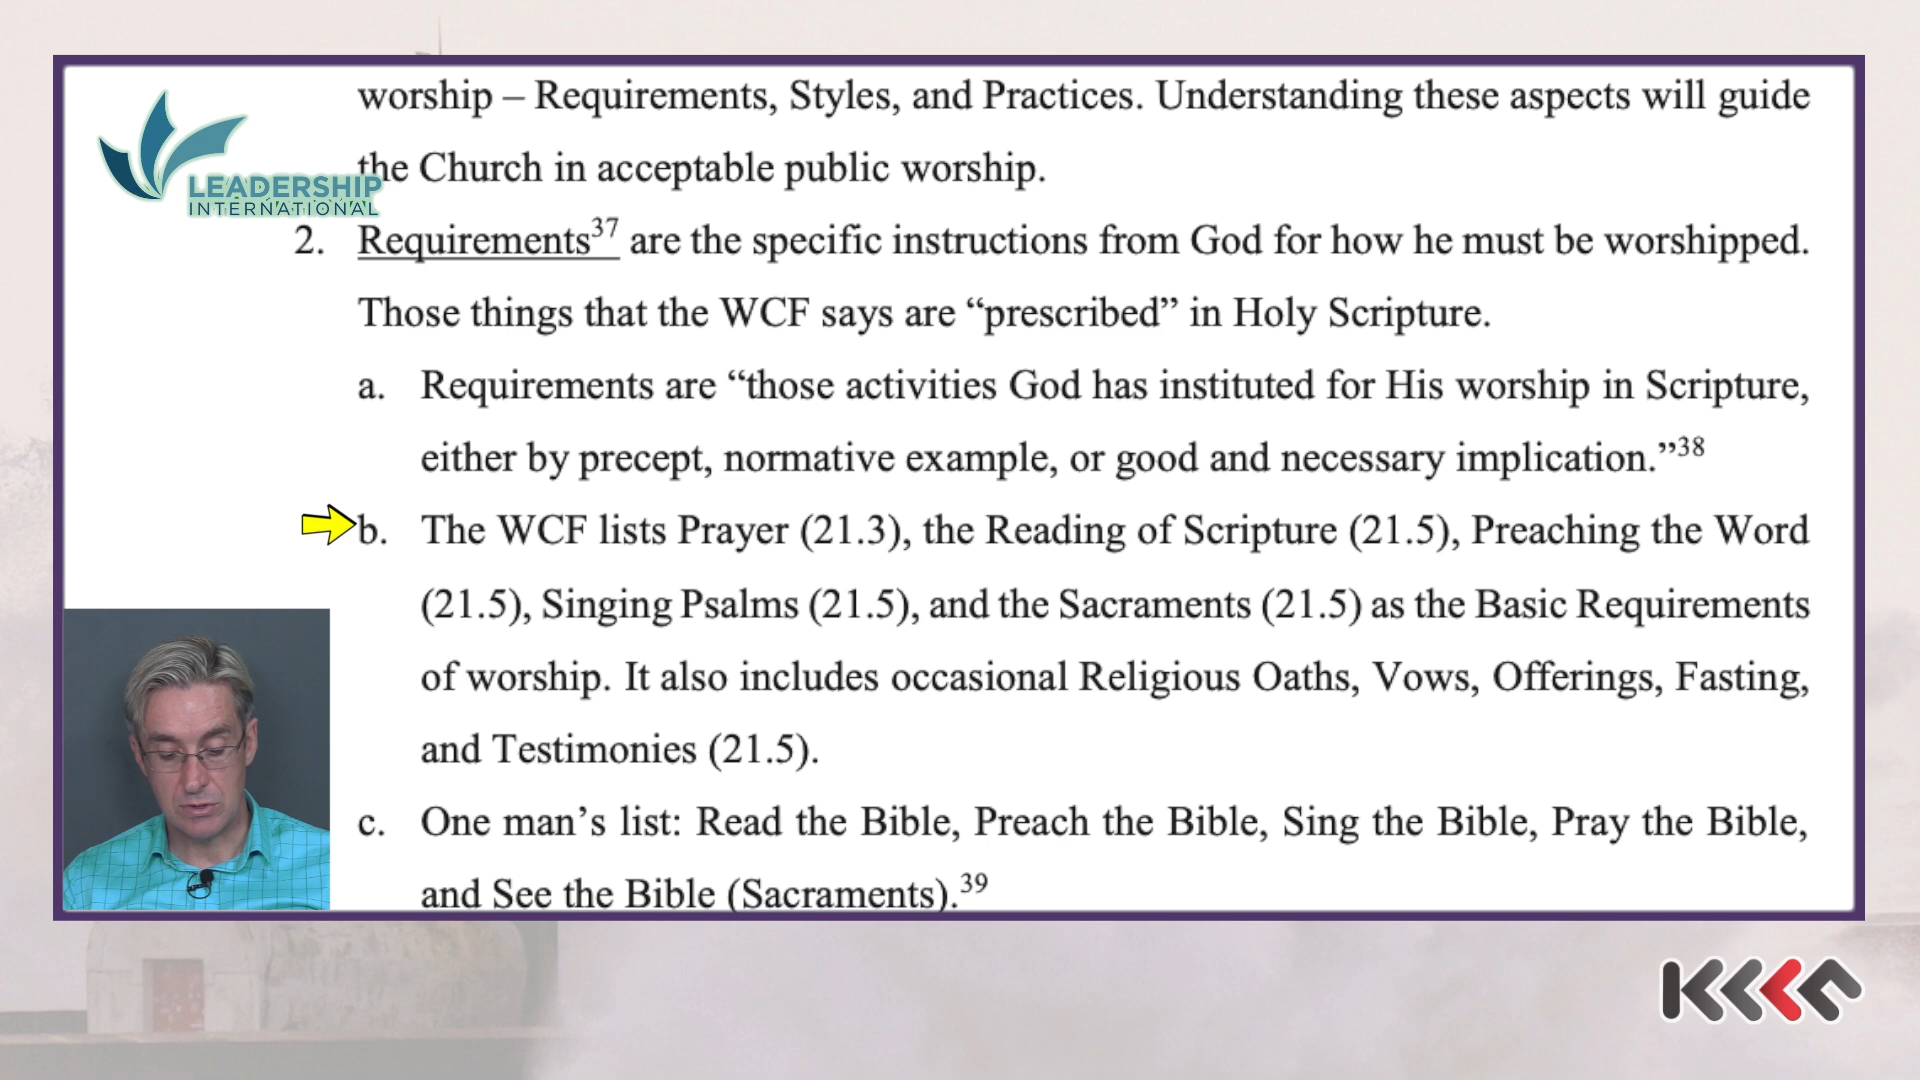 worship – Requirements, Styles, and Practices. Understanding these aspects will guide
the Church in acceptable public worship.
LEADERSHIP
INTERNATIONAL
2. Requirements37 are the specific instructions from God for how he must be worshipped.
Those things that the WCF says are “prescribed” in Holy Scripture.
a. Requirements are “those activities God has instituted for His worship in Scripture,
either by precept, normative example, or good and necessary implication.”38
b. The WCF lists Prayer (21.3), the Reading of Scripture (21.5), Preaching the Word
(21.5), Singing Psalms (21.5), and the Sacraments (21.5) as the Basic Requirements
of worship. It also includes occasional Religious Oaths, Vows, Offerings, Fasting,
and Testimonies (21.5).
c. One man’s list: Read the Bible, Preach the Bible, Sing the Bible, Pray the Bible,
and See the Bible (Sacraments).39